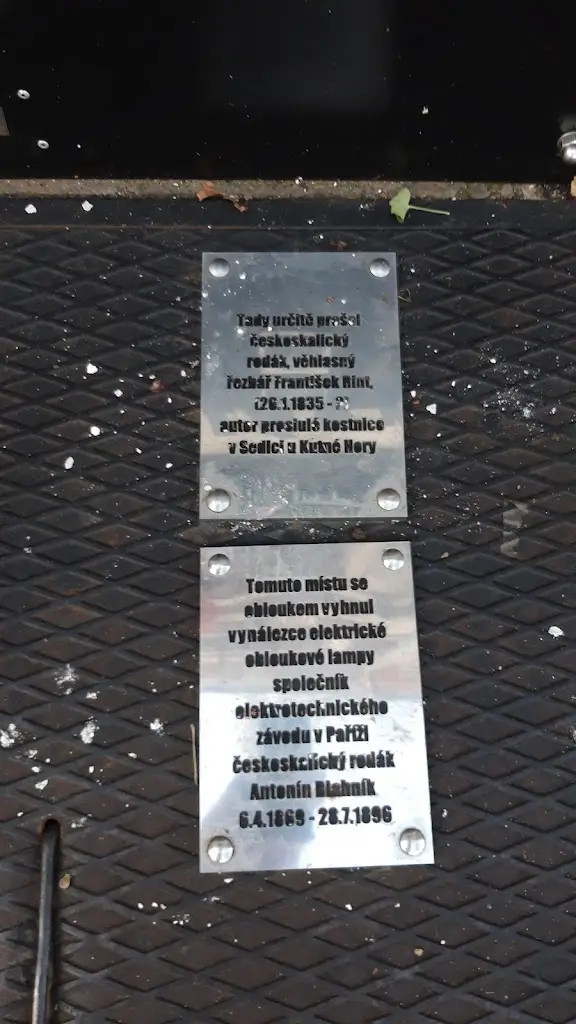 Tady určitě prošel
českoskalický
rodák, věhlasný
řezbář František Rint,
(26.1.1835 - ?)
autor proslulé kostnice
v Sedlci u Kutné Hory
Tomuto místu se
obloukem vyhnul
vynálezce elektrické
obloukové lampy
společník
elektrotechnického
závodu v Paříži
českoskalický rodák
Antonín Blahník
6.4.1869 - 28.7.1896